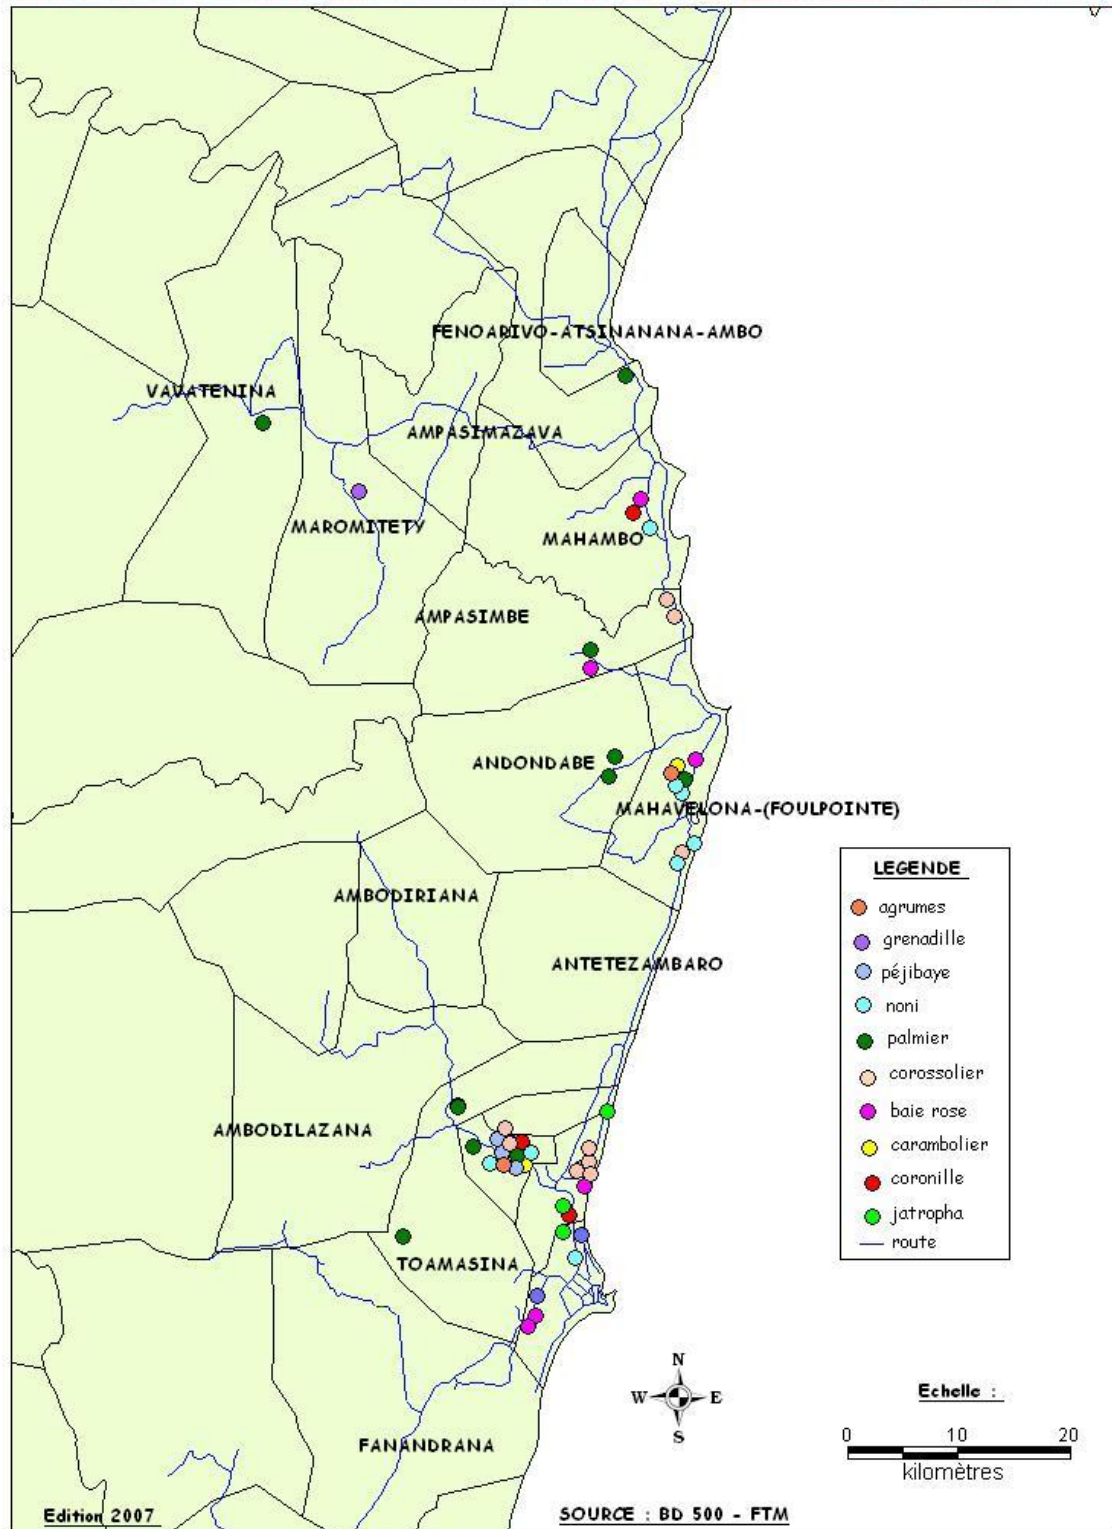 FENOARIVO-ATSINANANA-AMBO
VAVATENINA
AMPASIMAZAVA
MAROMITETY
MAHAMBO
AMPASIMBE
ANDONDABE
MAHAVELONA-(FOULPOINTE)
AMBODIRIANA
ANTETEZAMBARO
AMBODILAZANA
TOAMASINA
FANANDRANA
LEGENDE
agrumes
grenadille
péjibaye
noni
palmier
corossolier
baie rose
carambolier
coronille
jatropha
route
N
W E
S
Echelle :
0 10 20
kilomètres
Edition 2007
SOURCE : BD 500 - FTM